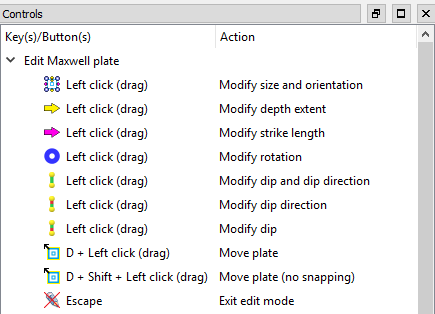 Controls
Key(s)/Button(s) Action
Edit Maxwell plate
Left click (drag) Modify size and orientation
Left click (drag) Modify depth extent
Left click (drag) Modify strike length
Left click (drag) Modify rotation
Left click (drag) Modify dip and dip direction
Left click (drag) Modify dip direction
Left click (drag) Modify dip
D + Left click (drag) Move plate
D + Shift + Left click (drag) Move plate (no snapping)
Escape Exit edit mode